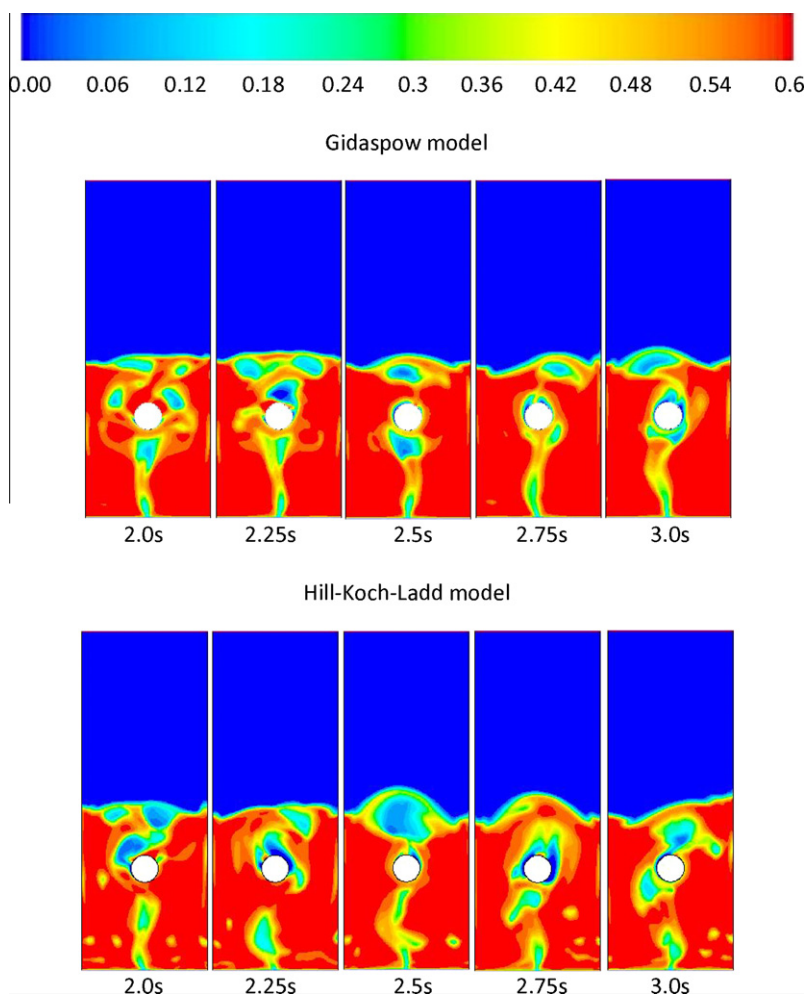 0.00 0.06 0.12 0.18 0.24 0.3 0.36 0.42 0.48 0.54 0.6
Gidaspow model
2.0s 2.25s 2.5s 2.75s 3.0s
Hill-Koch-Ladd model
2.0s 2.25s 2.5s 2.75s 3.0s